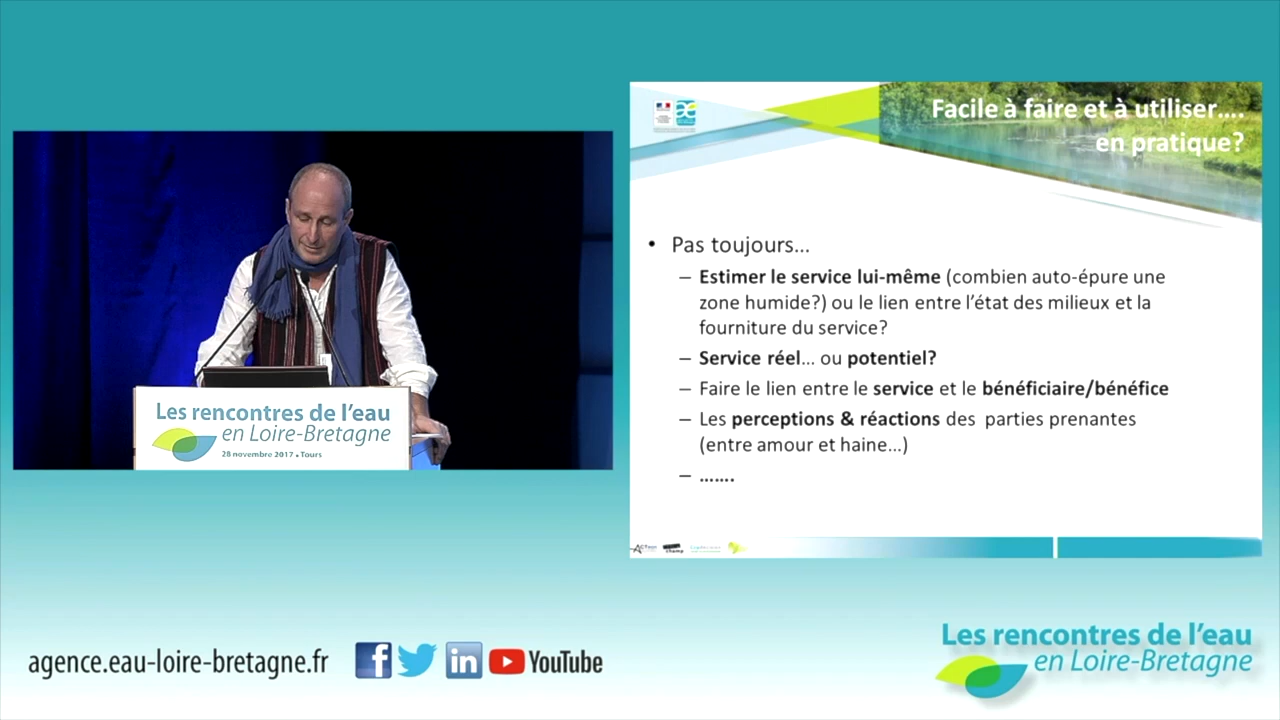 Facile à faire et à utiliser....
en pratique?
• Pas toujours...
– Estimer le service lui-même (combien auto-épure une
zone humide?) ou le lien entre l'état des milieux et la
fourniture du service?
– Service réel... ou potentiel?
– Faire le lien entre le service et le bénéficiaire/bénéfice
– Les perceptions & réactions des parties prenantes
(entre amour et haine...)
– .......
Les rencontres de l'eau
en Loire-Bretagne
28 novembre 2017 • Tours
agence.eau-loire-bretagne.fr
YouTube
Les rencontres de l'eau
en Loire-Bretagne